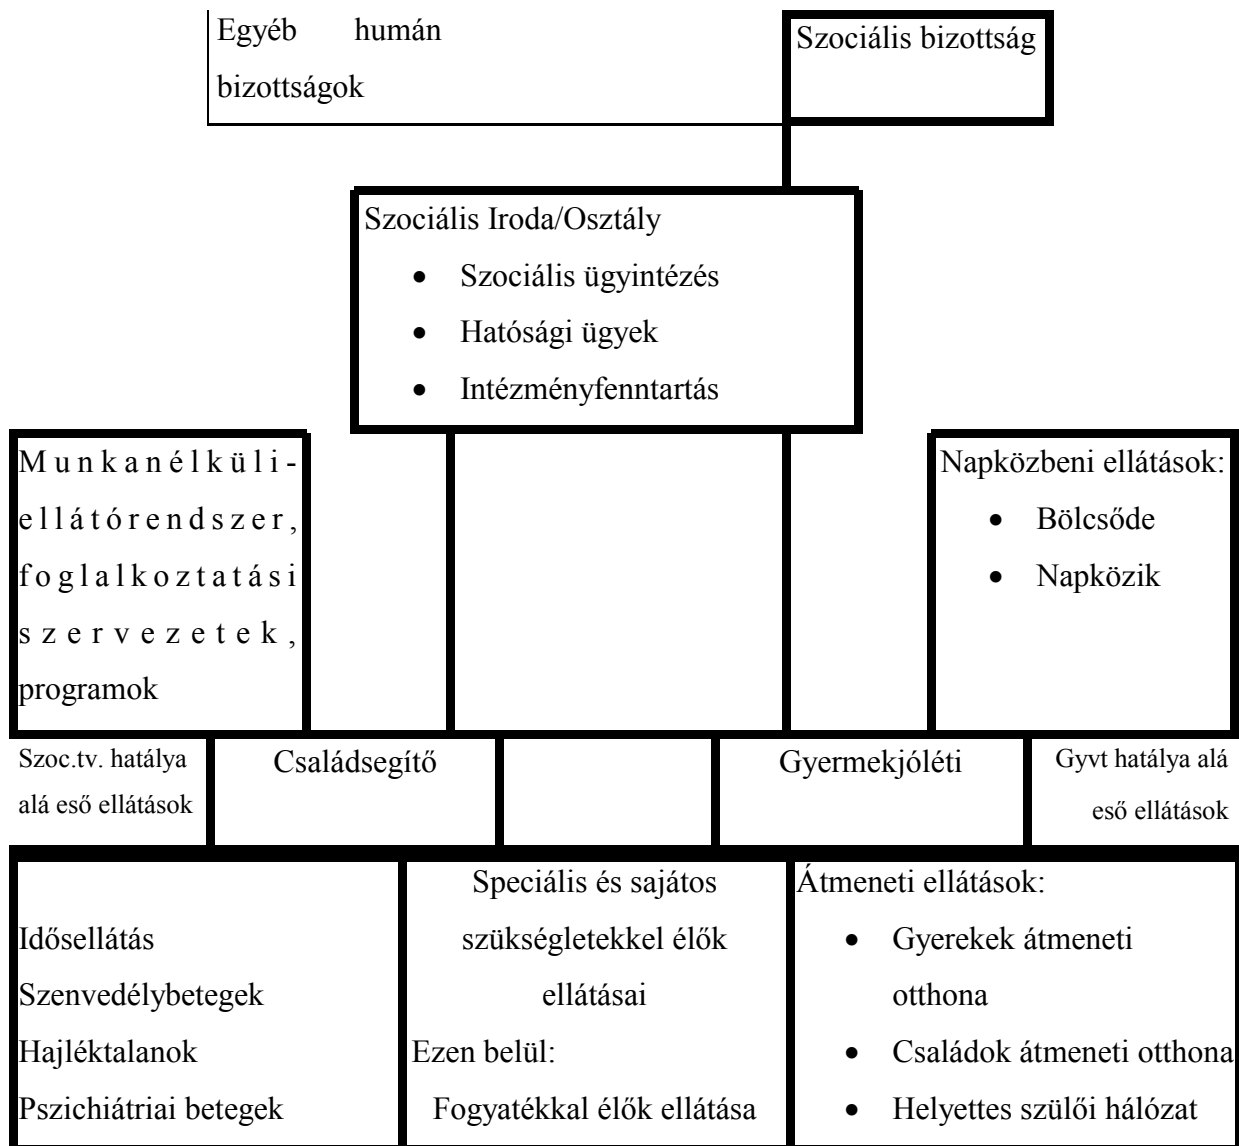 Egyéb humán
bizottságok
Szociális bizottság
Szociális Iroda/Osztály
• Szociális ügyintézés
• Hatósági ügyek
• Intézményfenntartás
Munkanélküli-
ellátórendszer,
foglalkoztatási
szervezetek,
programok
Napközbeni ellátások:
• Bölcsőde
• Napközik
Szoc.tv. hatálya
alá eső ellátások
Családsegítő
Gyermekjóléti
Gyvt hatálya alá
eső ellátások
Idősellátás
Szenvedélybetegek
Hajléktalanok
Pszichiátriai betegek
Speciális és sajátos
szükségletekkel élők
ellátásai
Ezen belül:
Fogyatékkal élők ellátása
Átmeneti ellátások:
• Gyerekek átmeneti
otthona
• Családok átmeneti otthona
• Helyettes szülői hálózat